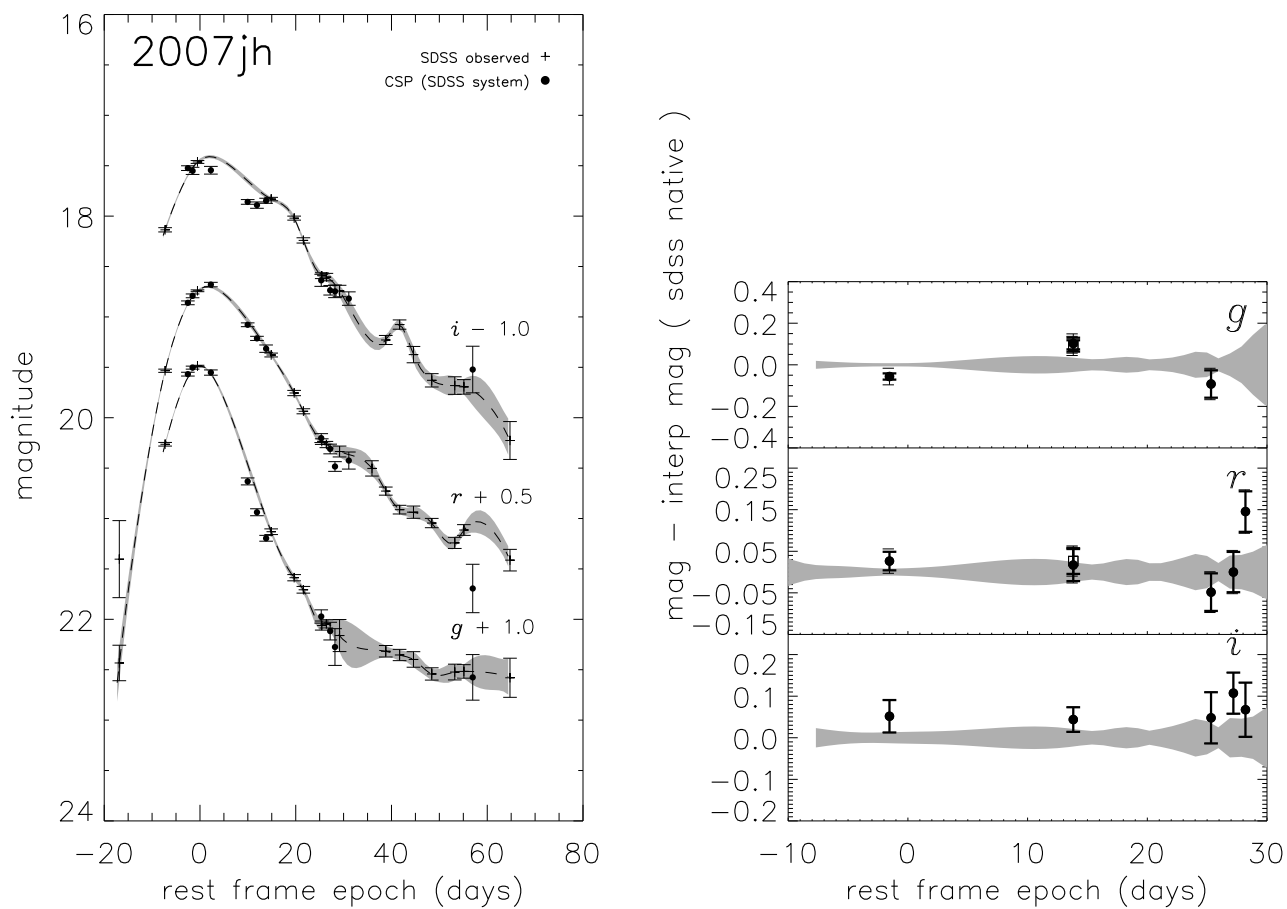 2007jh
SDSS observed +
CSP (SDSS system) ●
16
18
20
22
24
magnitude
i − 1.0
r + 0.5
g + 1.0
−20 0 20 40 60 80
rest frame epoch (days)
mag − interp mag ( sdss native )
g
0.4
0.2
0.0
−0.2
−0.4
r
0.25
0.15
0.05
−0.05
−0.15
i
0.2
0.1
0.0
−0.1
−0.2
−10 0 10 20 30
rest frame epoch (days)